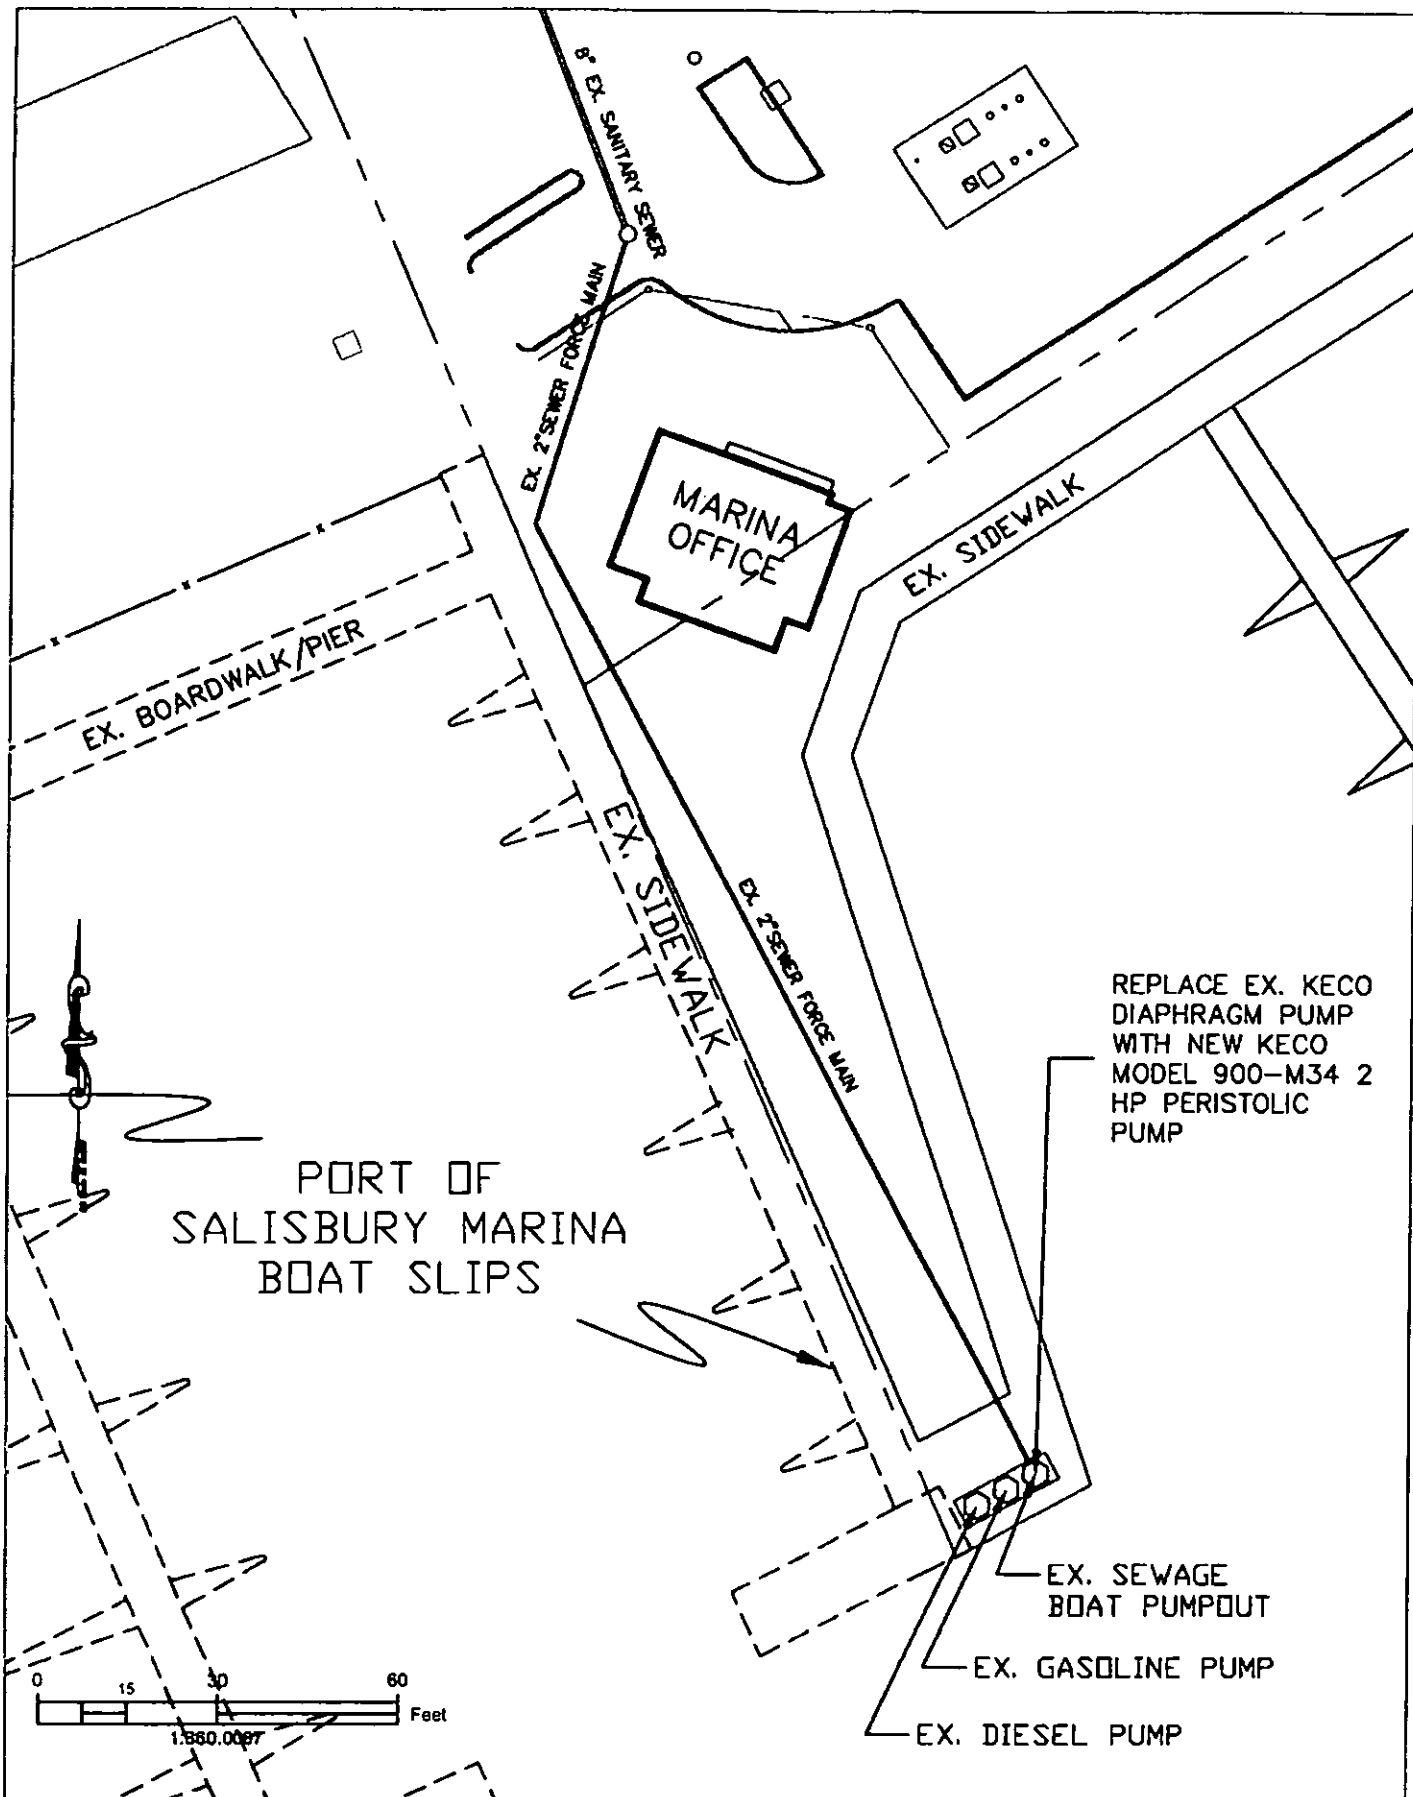 8" EX. SANITARY SEWER
EX. 2"SEWER FORCE MAIN
MARINA
OFFICE
EX. SIDEWALK
EX. BOARDWALK/PIER
EX. SIDEWALK
EX. 2"SEWER FORCE MAIN
REPLACE EX. KECO
DIAPHRAGM PUMP
WITH NEW KECO
MODEL 900-M34 2
HP PERISTOLIC
PUMP
PORT OF
SALISBURY MARINA
BOAT SLIPS
EX. SEWAGE
BOAT PUMPOUT
EX. GASOLINE PUMP
EX. DIESEL PUMP
0 15 30 60
Feet